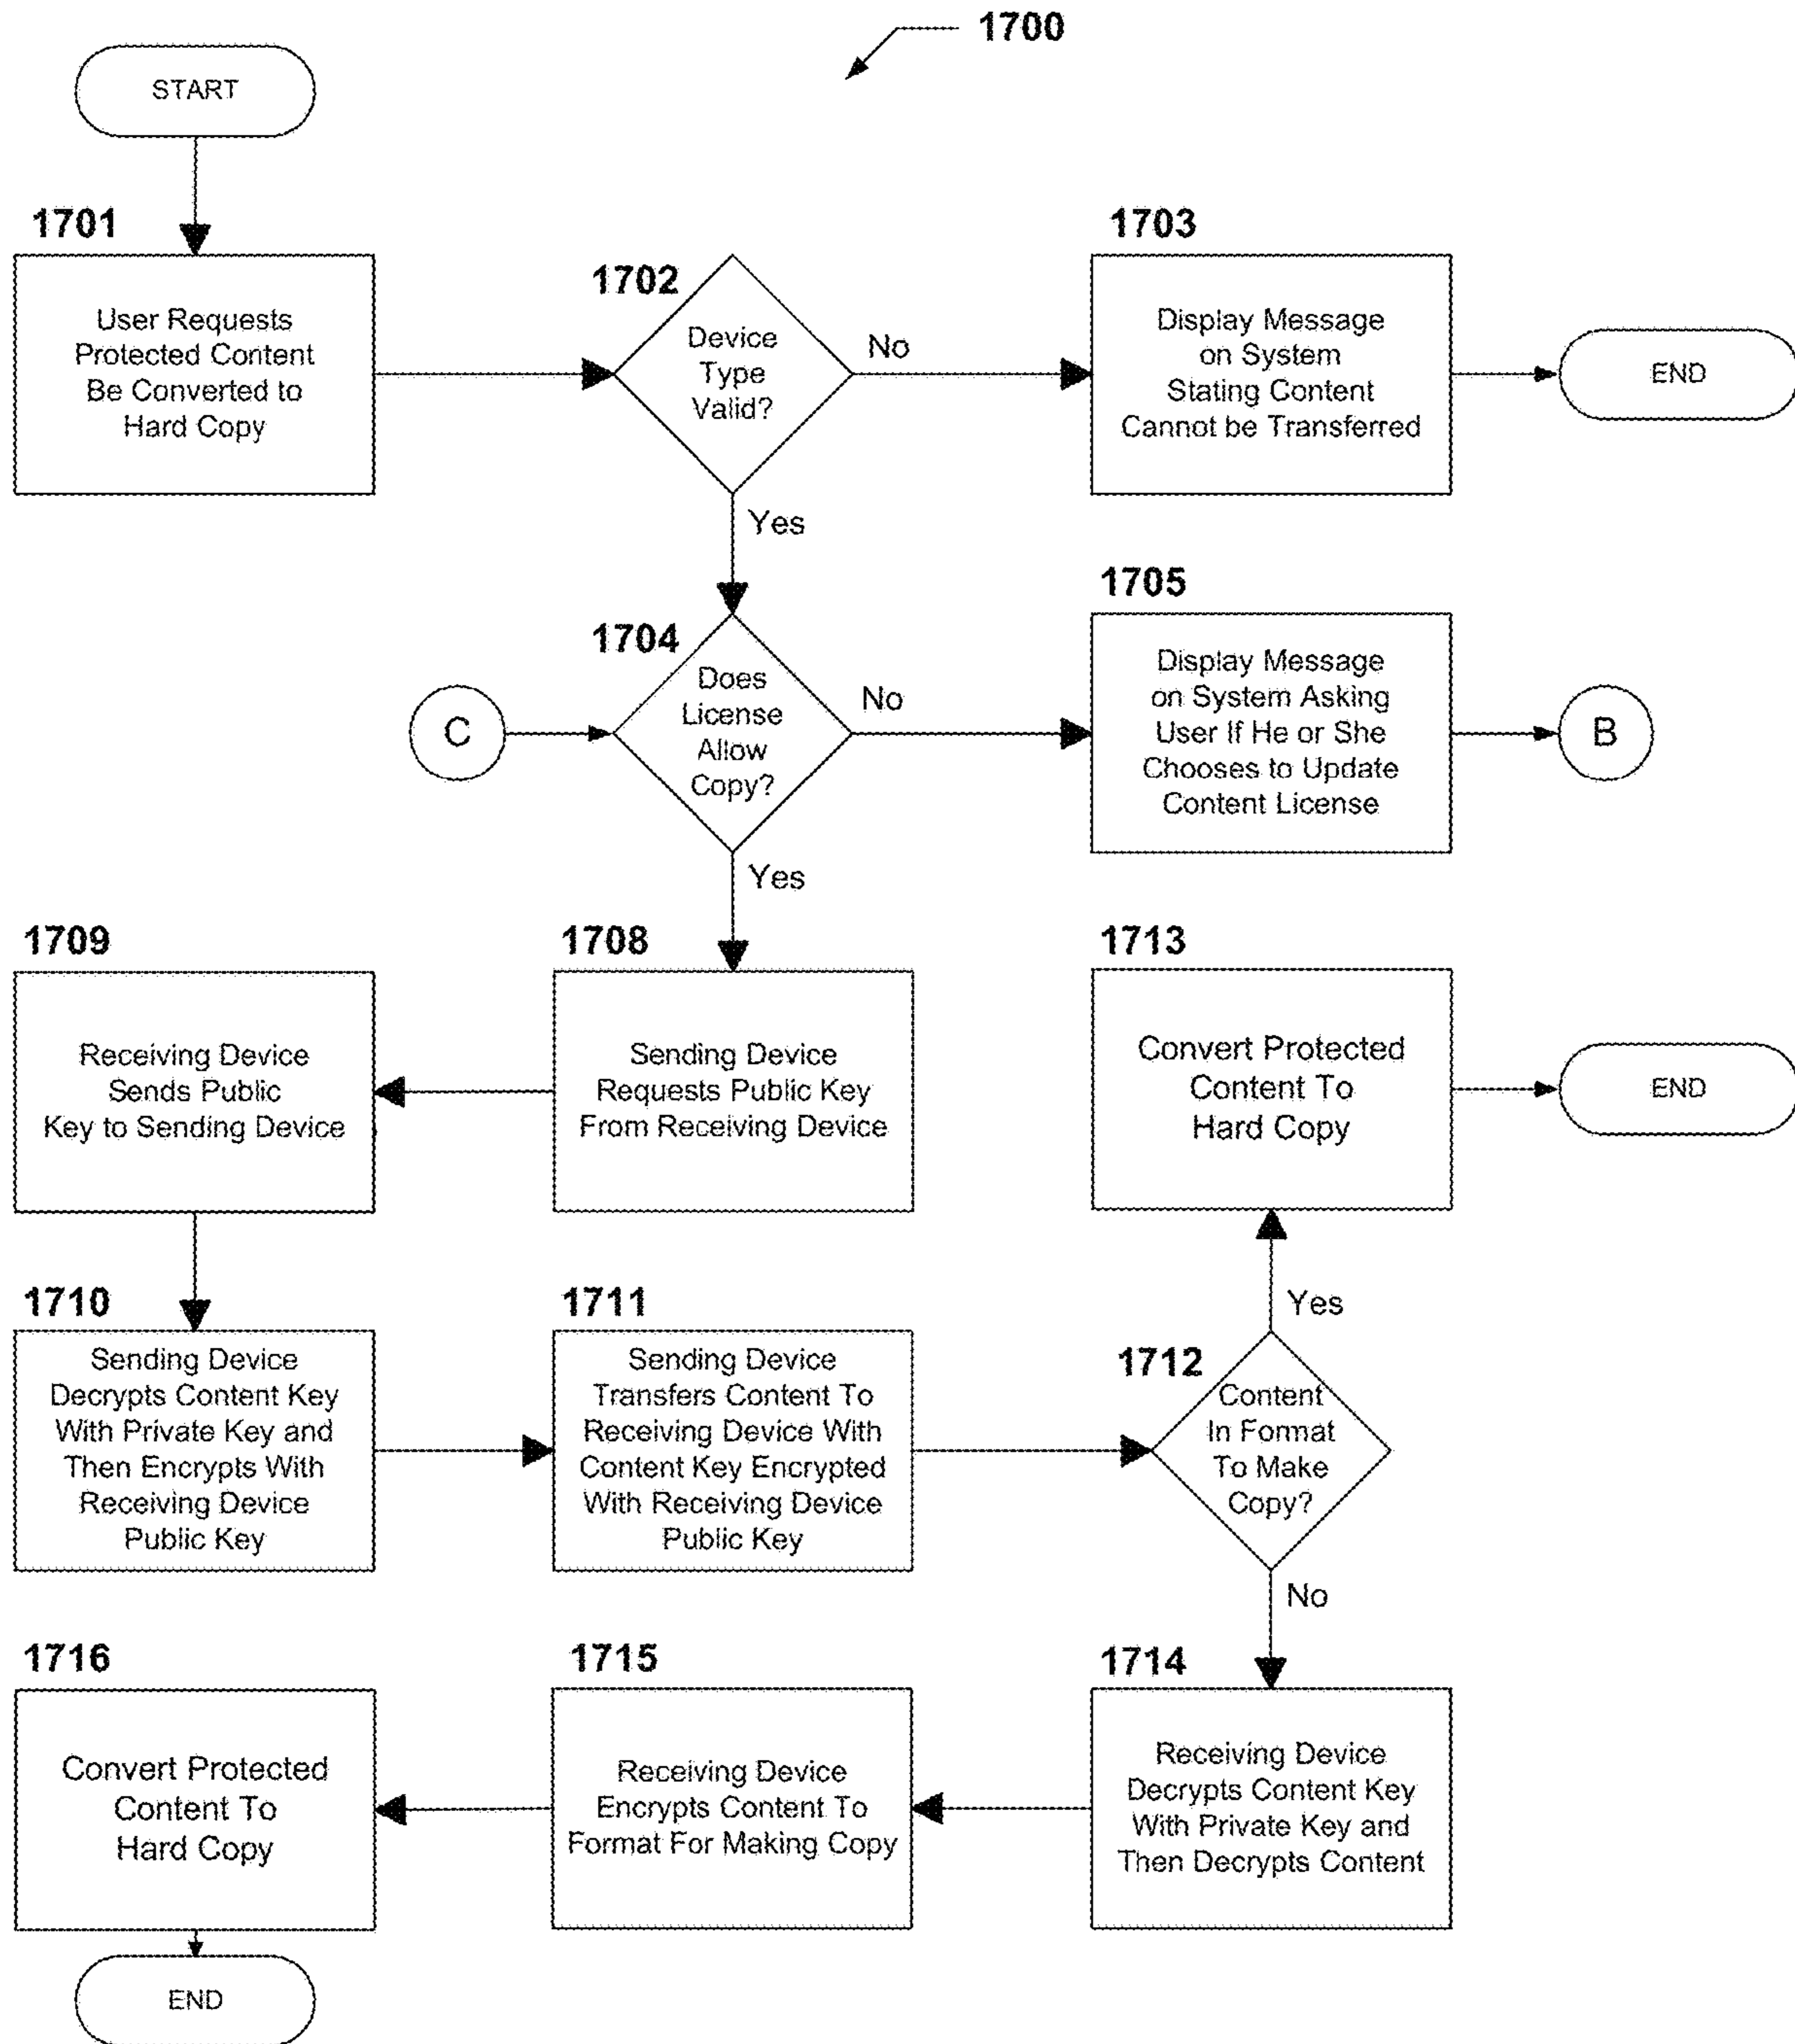 1700
START
1701
User Requests
Protected Content
Be Converted to
Hard Copy
1702
Device
Type
Valid?
No
Yes
1703
Display Message
on System
Stating Content
Cannot be Transferred
END
1704
Does
License
Allow
Copy?
C
No
Yes
1705
Display Message
on System Asking
User If He or She
Chooses to Update
Content License
B
1708
Sending Device
Requests Public Key
From Receiving Device
1709
Receiving Device
Sends Public
Key to Sending Device
1710
Sending Device
Decrypts Content Key
With Private Key and
Then Encrypts With
Receiving Device
Public Key
1711
Sending Device
Transfers Content To
Receiving Device With
Content Key Encrypted
With Receiving Device
Public Key
1712
Content
In Format
To Make
Copy?
Yes
No
1713
Convert Protected
Content To
Hard Copy
END
1714
Receiving Device
Decrypts Content Key
With Private Key and
Then Decrypts Content
1715
Receiving Device
Encrypts Content To
Format For Making Copy
1716
Convert Protected
Content To
Hard Copy
END